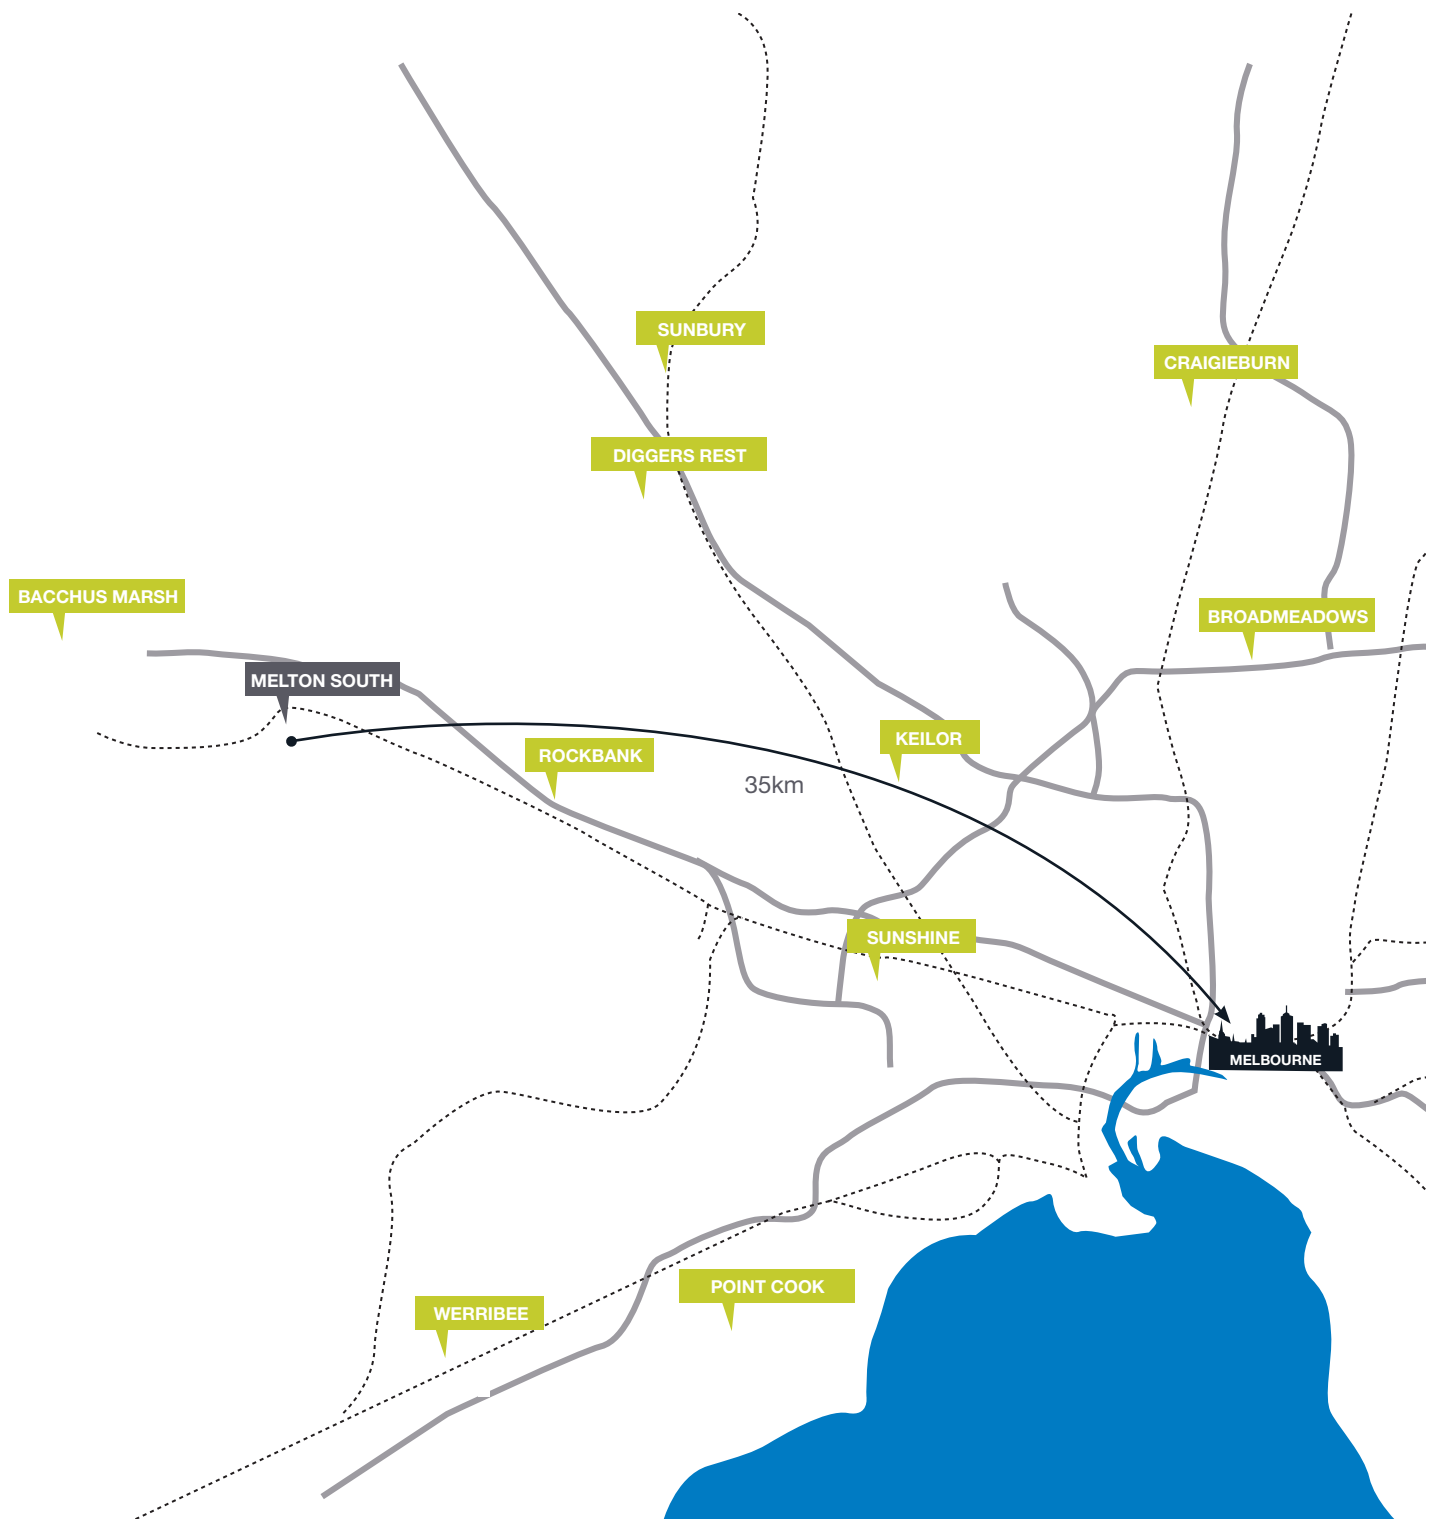 SUNBURY
CRAIGIEBURN
DIGGERS REST
BACCHUS MARSH
BROADMEADOWS
MELTON SOUTH
KEILOR
ROCKBANK
35km
SUNSHINE
MELBOURNE
POINT COOK
WERRIBEE